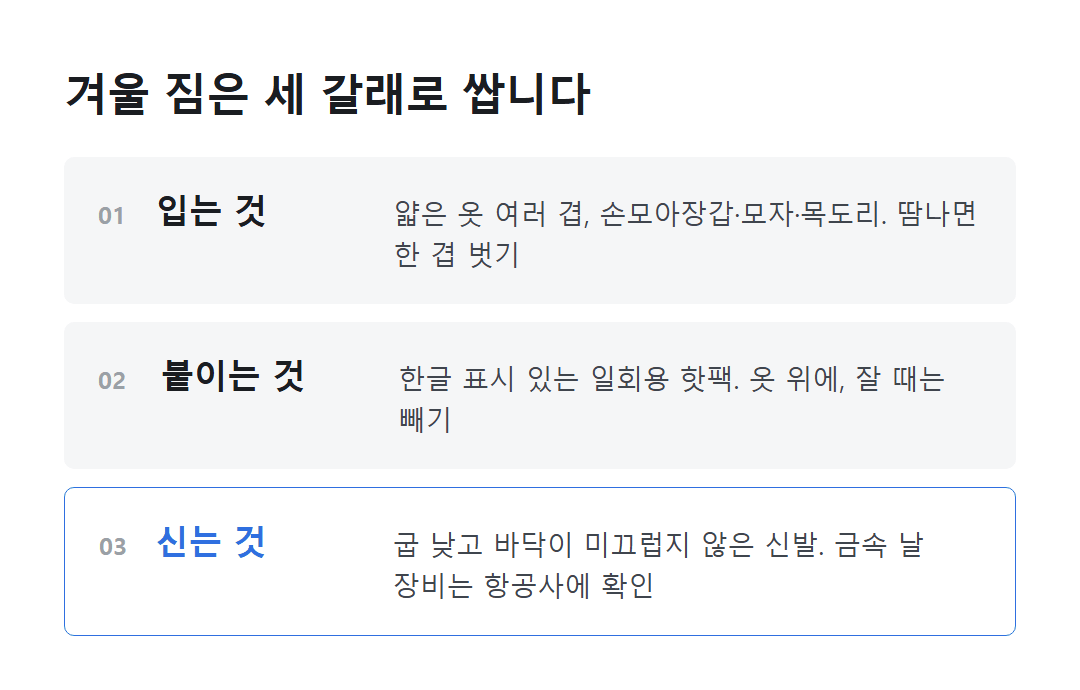 겨울 짐은 세 갈래로 쌉니다
01 입는 것
얇은 옷 여러 겹, 손모아장갑·모자·목도리. 땀나면
한 겹 벗기
02 붙이는 것
한글 표시 있는 일회용 핫팩. 옷 위에, 잘 때는
빼기
03 신는 것
굽 낮고 바닥이 미끄럽지 않은 신발. 금속 날
장비는 항공사에 확인